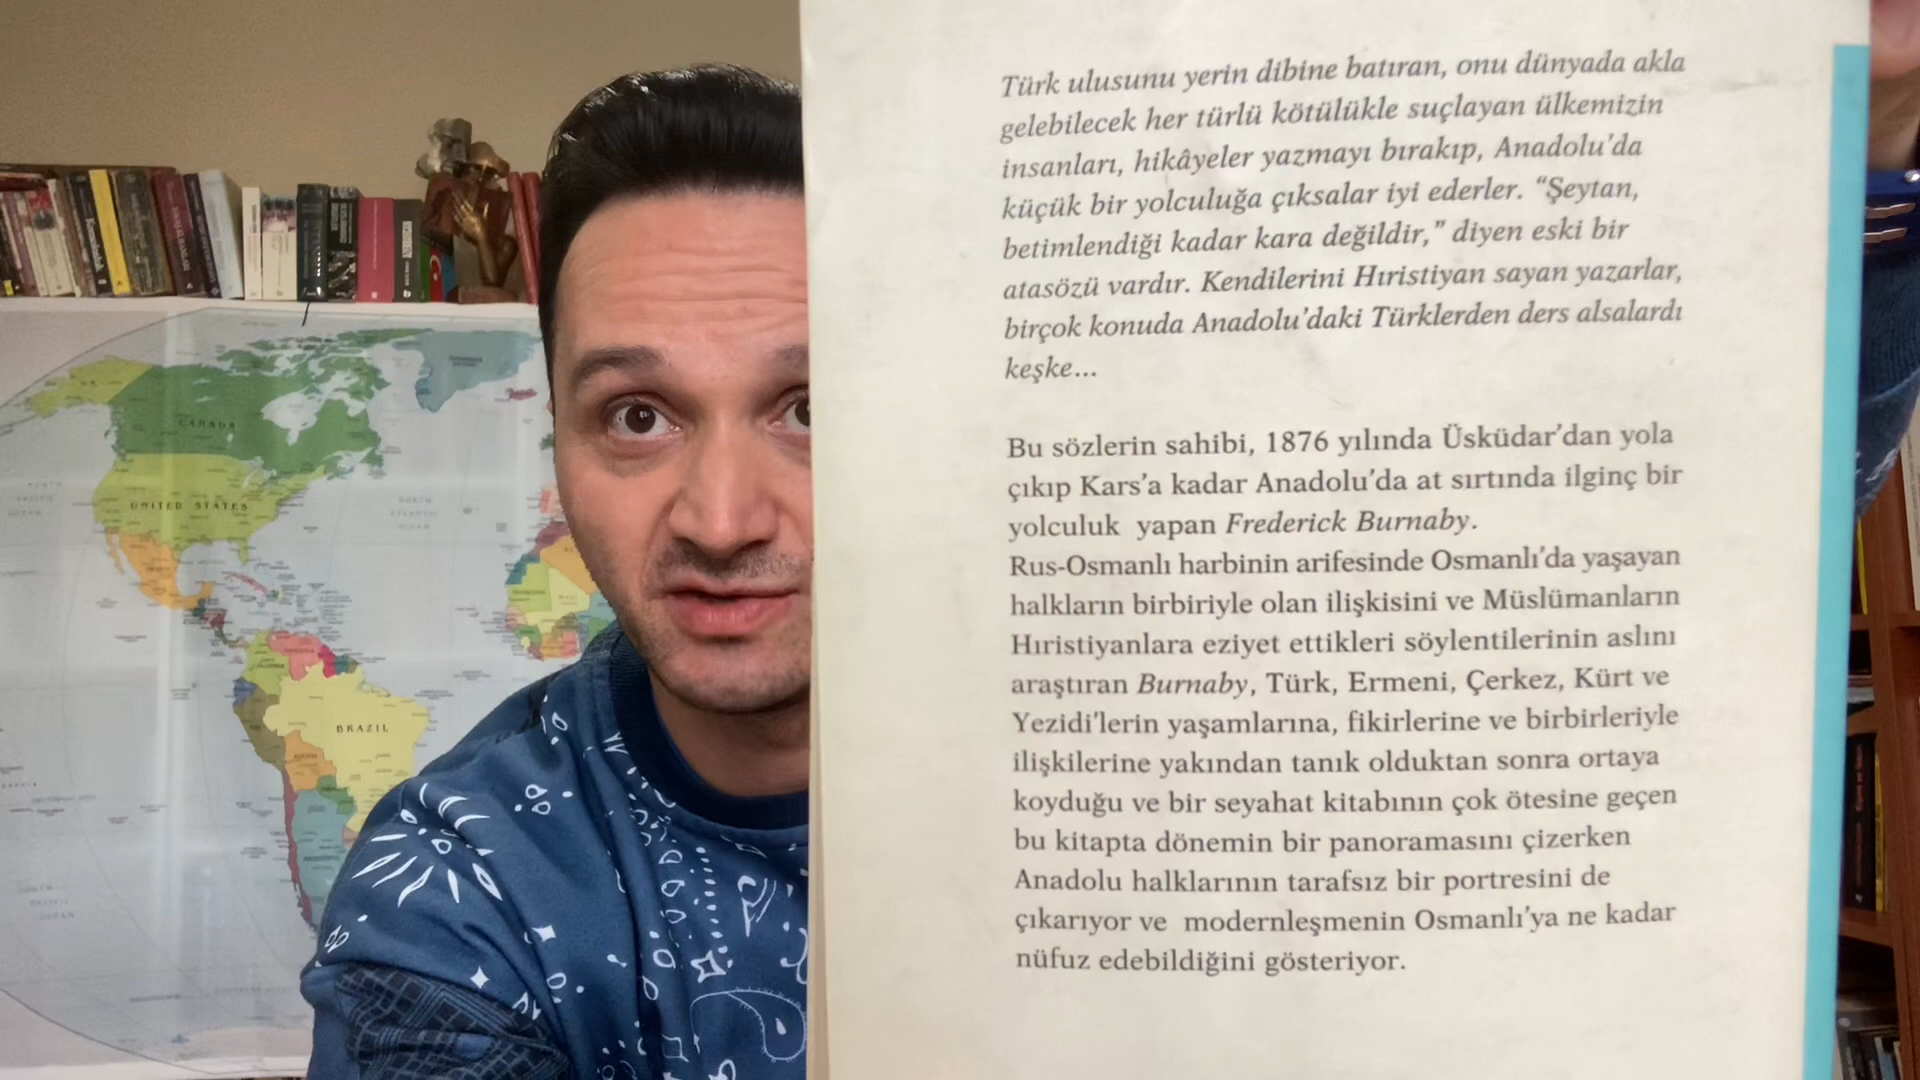 Türk ulusunu yerin dibine batıran, onu dünyada akla
gelebilecek her türlü kötülükle suçlayan ülkemizin
insanları, hikâyeler yazmayı bırakıp, Anadolu'da
küçük bir yolculuğa çıksalar iyi ederler. “Şeytan,
betimlendiği kadar kara değildir,” diyen eski bir
atasözü vardır. Kendilerini Hıristiyan sayan yazarlar,
birçok konuda Anadolu'daki Türklerden ders alsalardı
keşke...
Bu sözlerin sahibi, 1876 yılında Üsküdar'dan yola
çıkıp Kars'a kadar Anadolu'da at sırtında ilginç bir
yolculuk yapan Frederick Burnaby.
Rus-Osmanlı harbinin arifesinde Osmanlı'da yaşayan
halkların birbiriyle olan ilişkisini ve Müslümanların
Hıristiyanlara eziyet ettikleri söylentilerinin aslını
araştıran Burnaby, Türk, Ermeni, Çerkez, Kürt ve
Yezidi'lerin yaşamlarına, fikirlerine ve birbirleriyle
ilişkilerine yakından tanık olduktan sonra ortaya
koyduğu ve bir seyahat kitabının çok ötesine geçen
bu kitapta dönemin bir panoramasını çizerken
Anadolu halklarının tarafsız bir portresini de
çıkarıyor ve modernleşmenin Osmanlı'ya ne kadar
nüfuz edebildiğini gösteriyor.
CANADA
UNITED STATES
BRAZIL